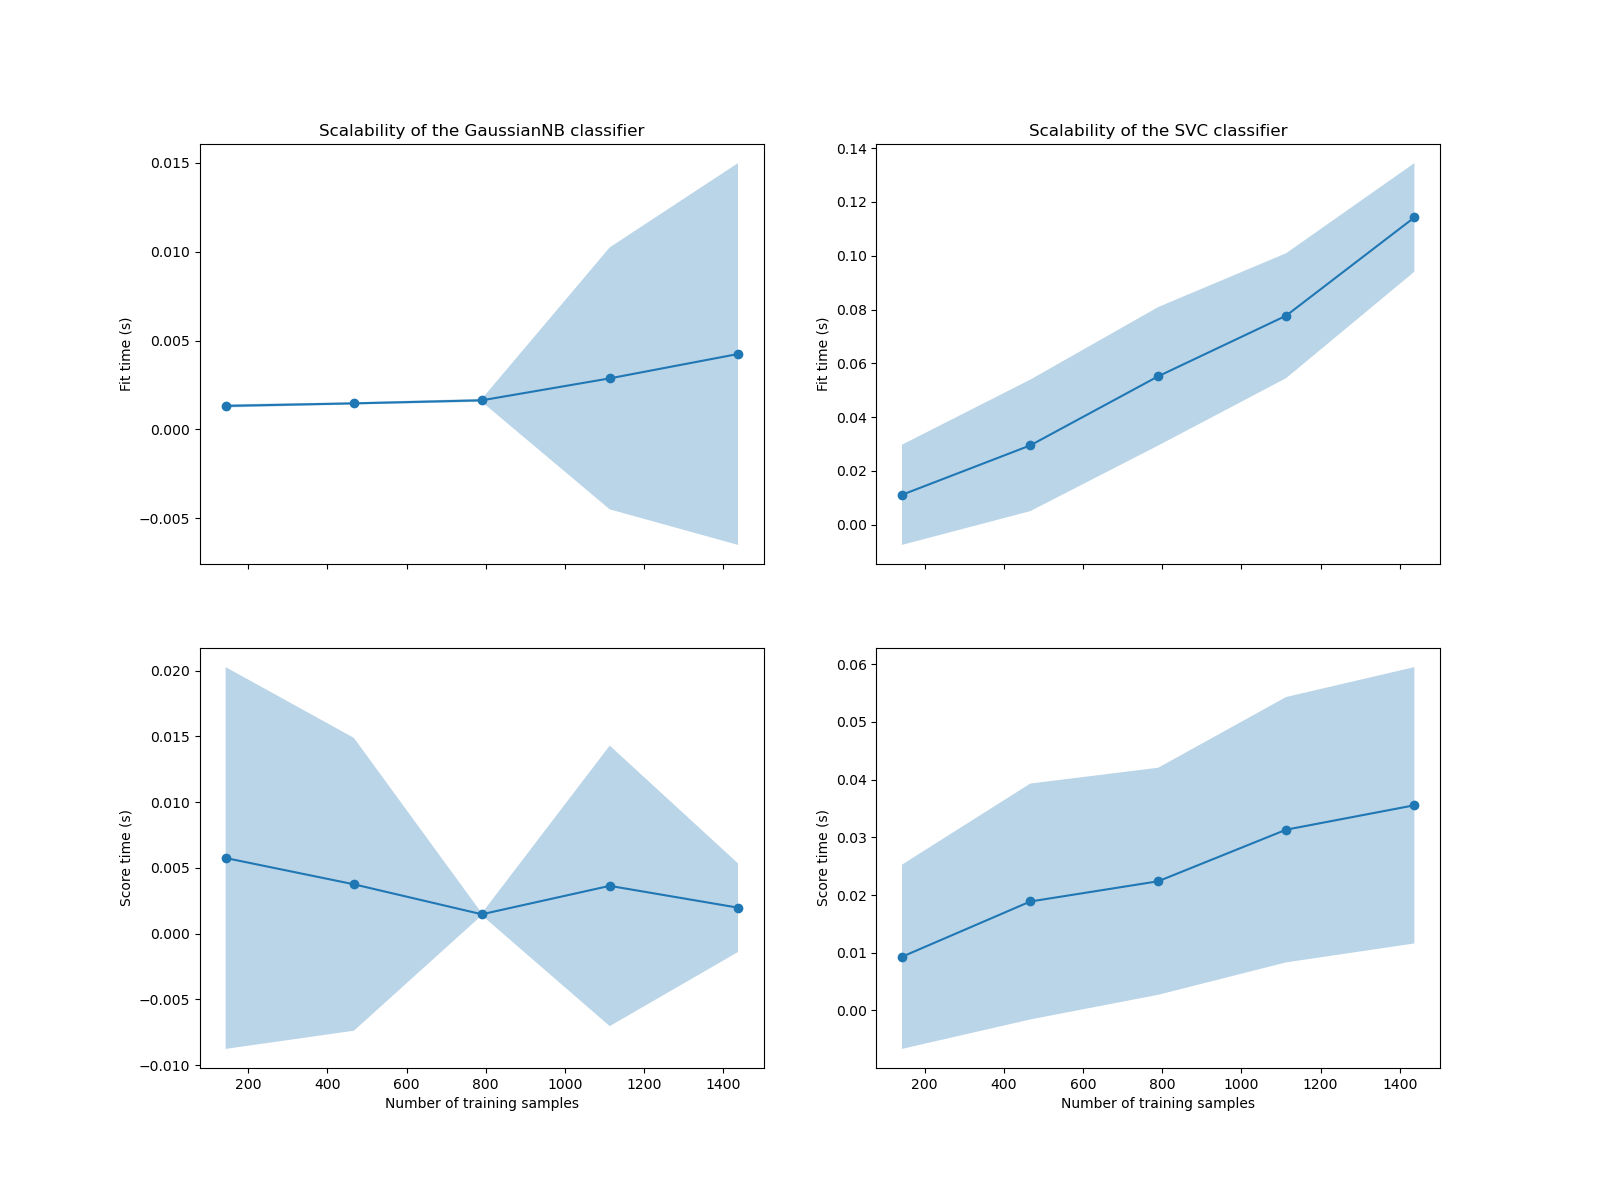 Scalability of the GaussianNB classifier
0.015
0.010
0.005
0.000
−0.005
Fit time (s)
Scalability of the SVC classifier
0.14
0.12
0.10
0.08
0.06
0.04
0.02
0.00
Fit time (s)
0.020
0.015
0.010
0.005
0.000
−0.005
−0.010
Score time (s)
200 400 600 800 1000 1200 1400
Number of training samples
0.06
0.05
0.04
0.03
0.02
0.01
0.00
Score time (s)
200 400 600 800 1000 1200 1400
Number of training samples